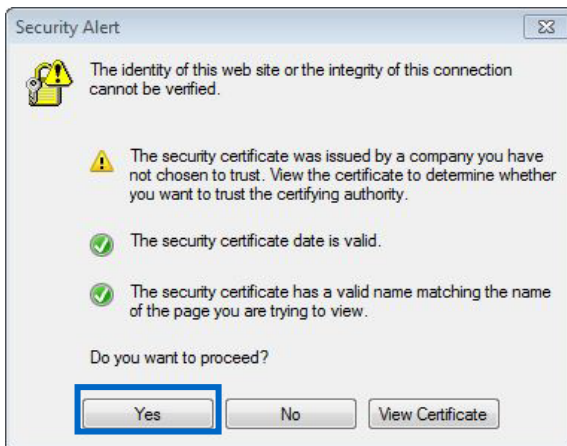 Security Alert
The identity of this web site or the integrity of this connection
cannot be verified.
The security certificate was issued by a company you have
not chosen to trust. View the certificate to determine whether
you want to trust the certifying authority.
The security certificate date is valid.
The security certificate has a valid name matching the name
of the page you are trying to view.
Do you want to proceed?
Yes
No
View Certificate